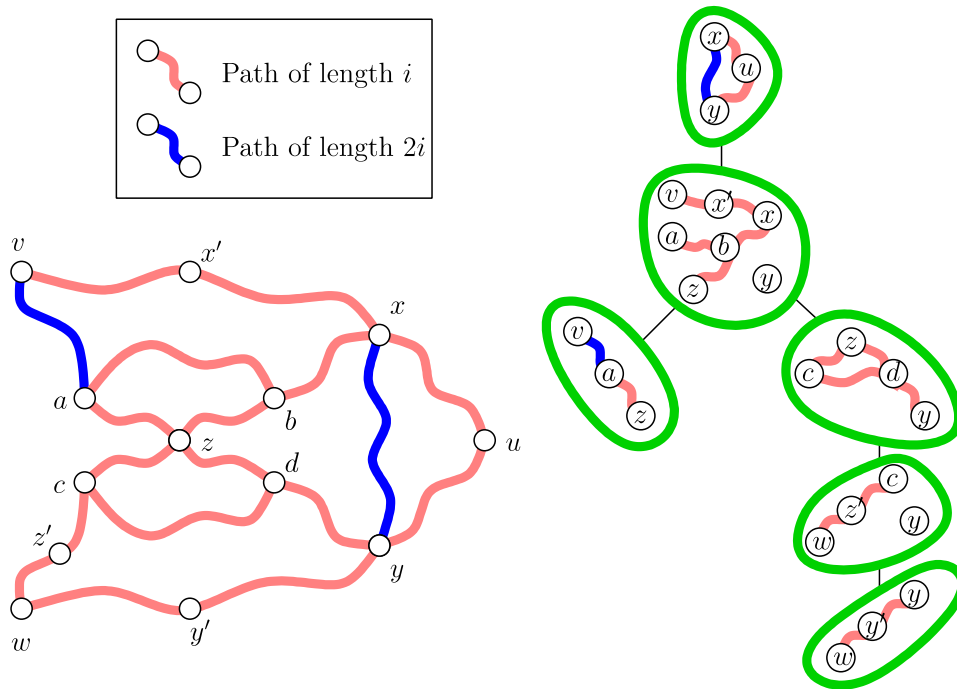 Path of length i
Path of length 2i
v
x′
x
a
b
z
u
c
d
z′
y
w
y′
x
u
y
v x′ x
a b
z y
v
a
z
z
c d
y
c
z′ y
w
y
y′
w